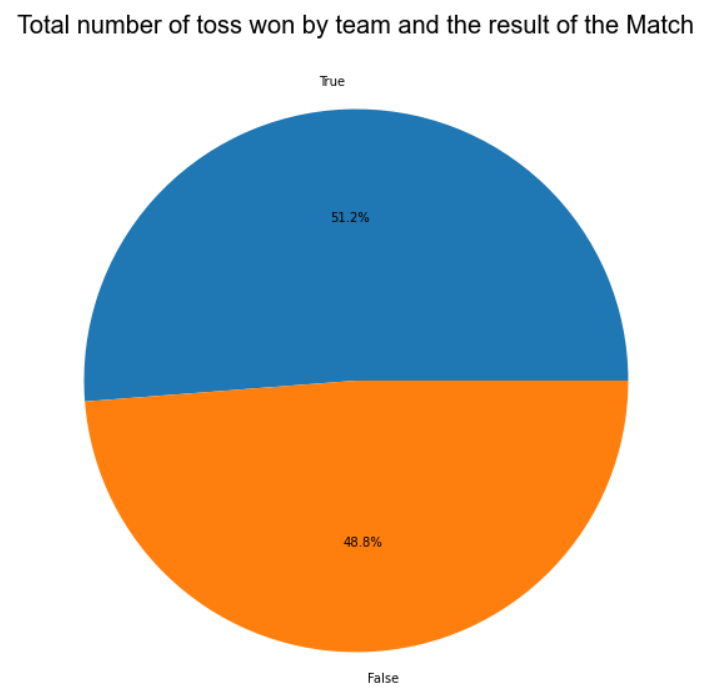 Total number of toss won by team and the result of the Match
True
51.2%
48.8%
False